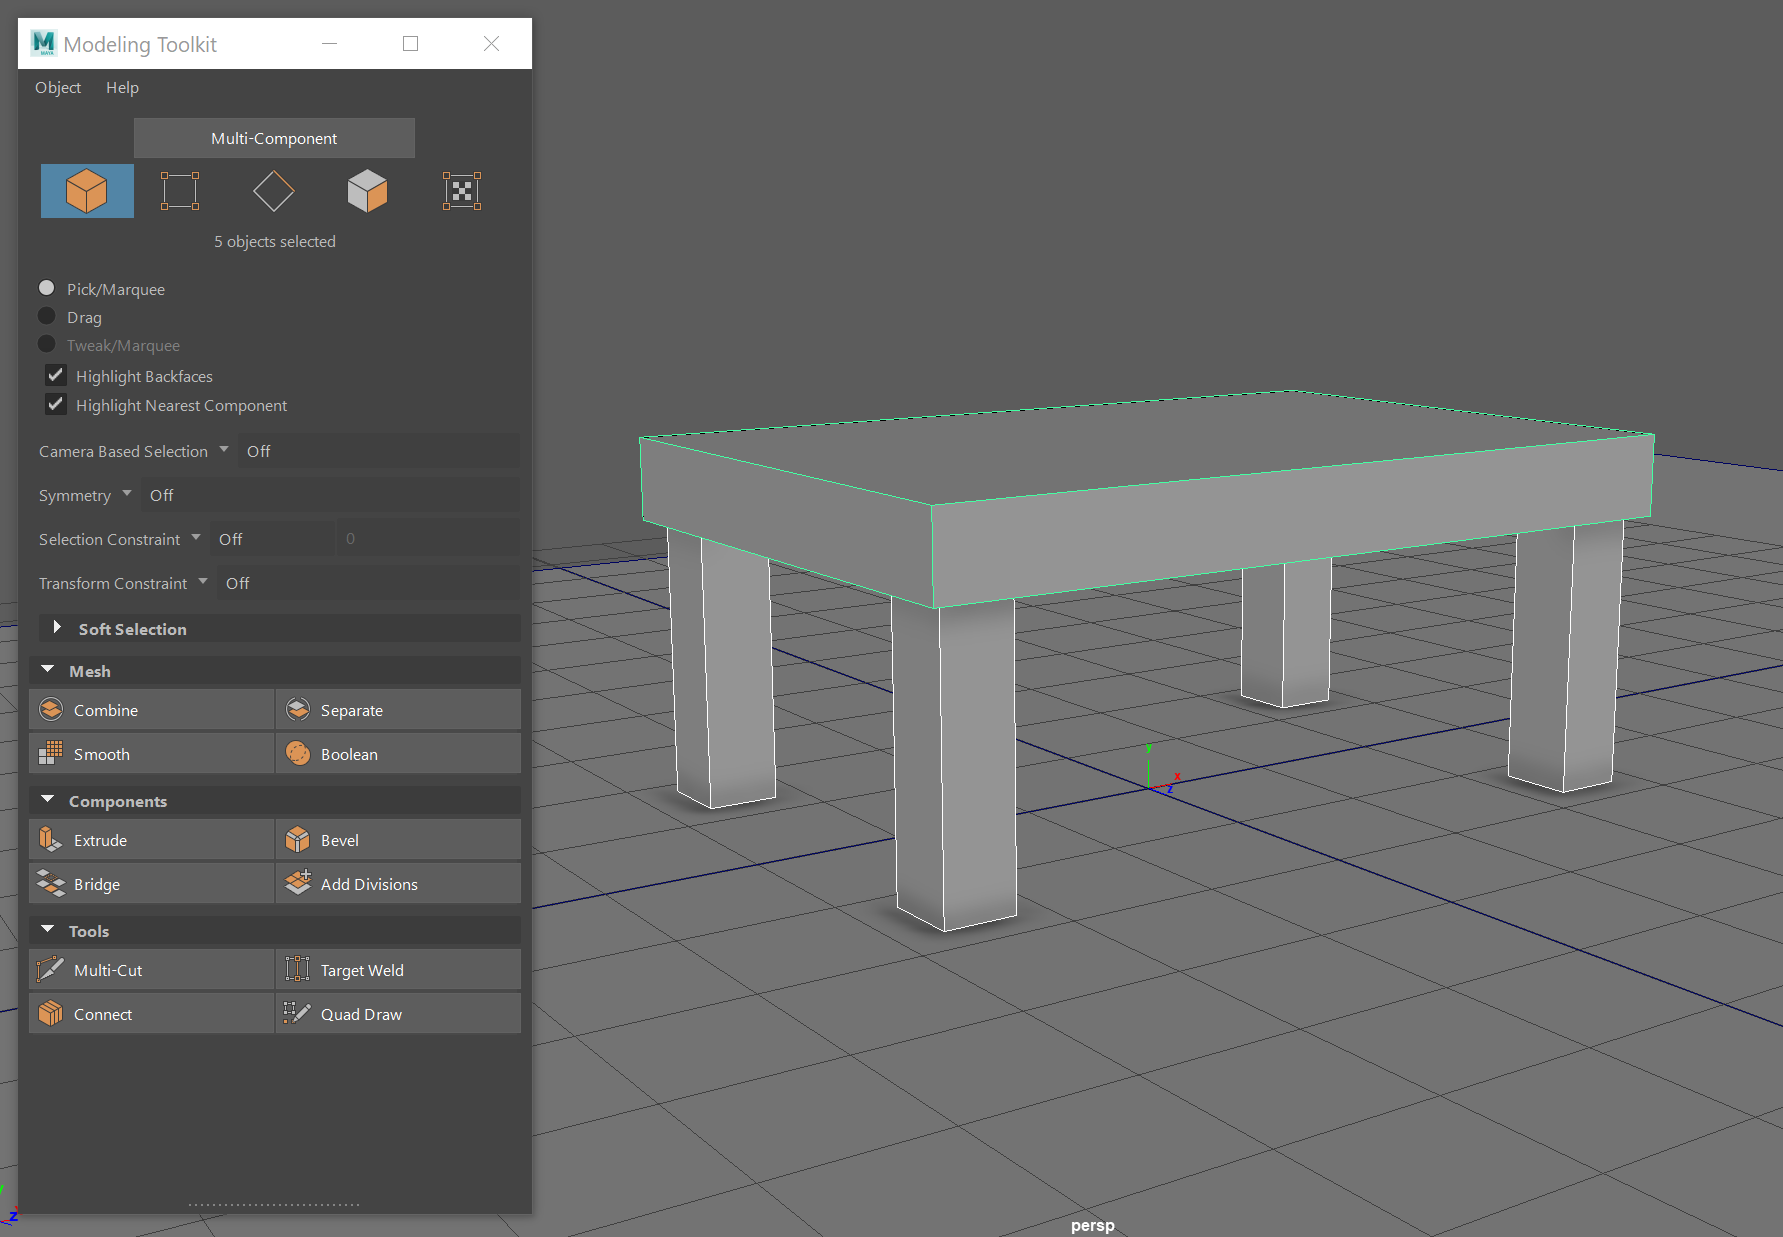 Modeling Toolkit
Object Help
Multi-Component
5 objects selected
Pick/Marquee
Drag
Tweak/Marquee
Highlight Backfaces
Highlight Nearest Component
Camera Based Selection Off
Symmetry Off
Selection Constraint Off 0
Transform Constraint Off
Soft Selection
Mesh
Combine Separate
Smooth Boolean
Components
Extrude Bevel
Bridge Add Divisions
Tools
Multi-Cut Target Weld
Connect Quad Draw
y
x
z
y
z
persp